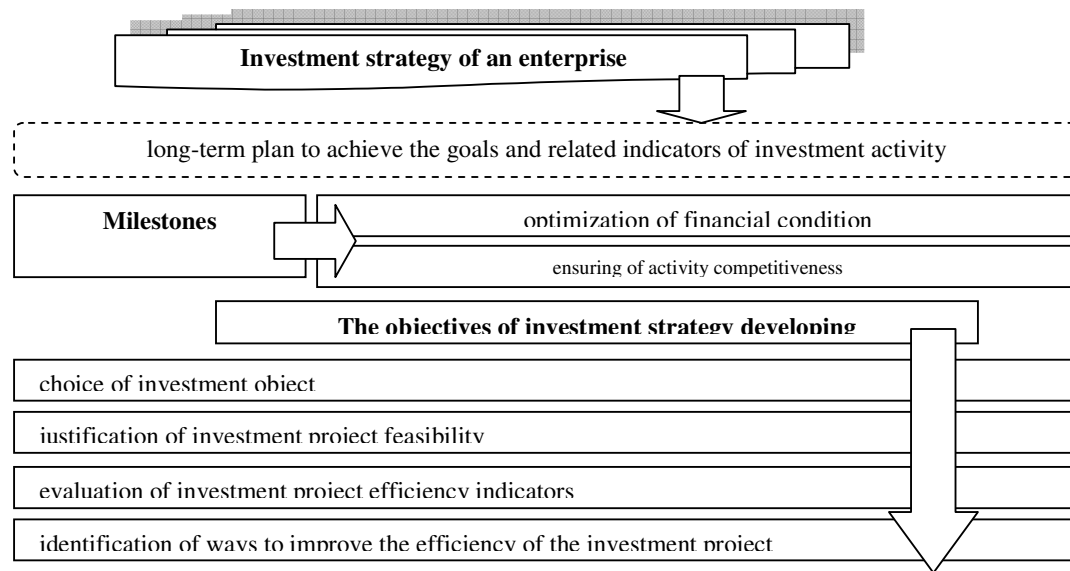 Investment strategy of an enterprise
long-term plan to achieve the goals and related indicators of investment activity
Milestones
optimization of financial condition
ensuring of activity competitiveness
The objectives of investment strategy developing
choice of investment object
justification of investment project feasibility
evaluation of investment project efficiency indicators
identification of ways to improve the efficiency of the investment project